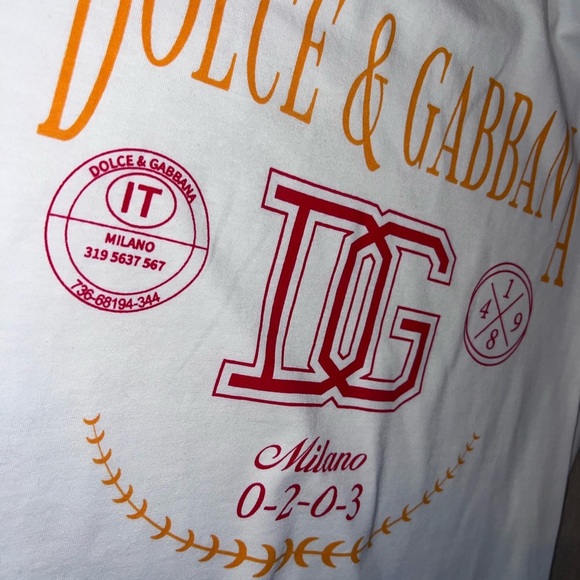 DOLCE & GABBANA
DOLCE & GABBANA
IT
MILANO
319 5637 567
736-68194-344
DG
1
4 9
8
Milano
0-2-0-3